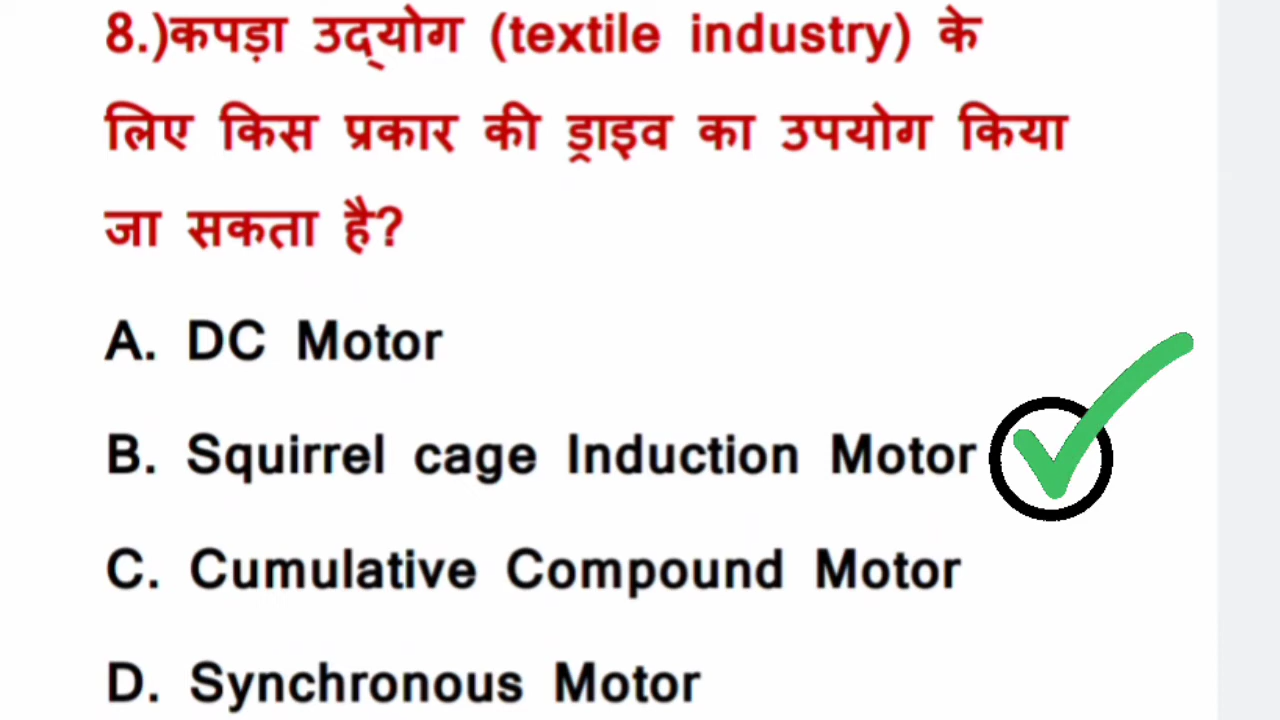 8.)कपड़ा उद्‌योग (textile industry) के
लिए किस प्रकार की ड्राइव का उपयोग किया
जा सकता है?
A. DC Motor
B. Squirrel cage Induction Motor
C. Cumulative Compound Motor
D. Synchronous Motor